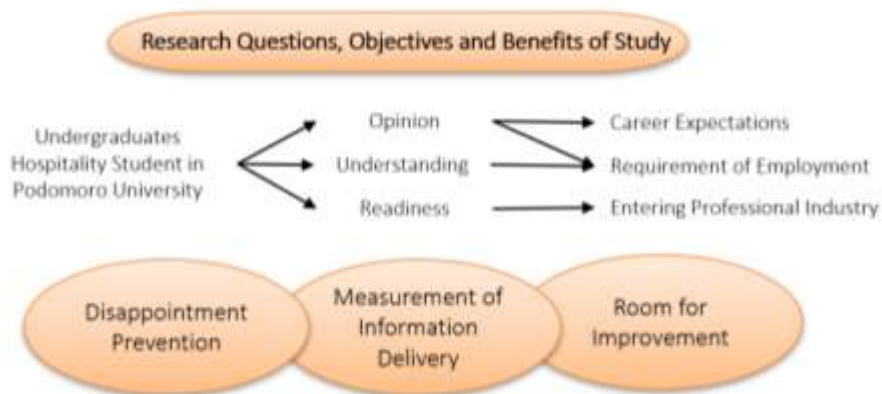 Research Questions, Objectives and Benefits of Study
Undergraduates
Hospitality Student in
Podomoro University
Opinion
Understanding
Readiness
Career Expectations
Requirement of Employment
Entering Professional Industry
Disappointment
Prevention
Measurement of
Information
Delivery
Room for
Improvement